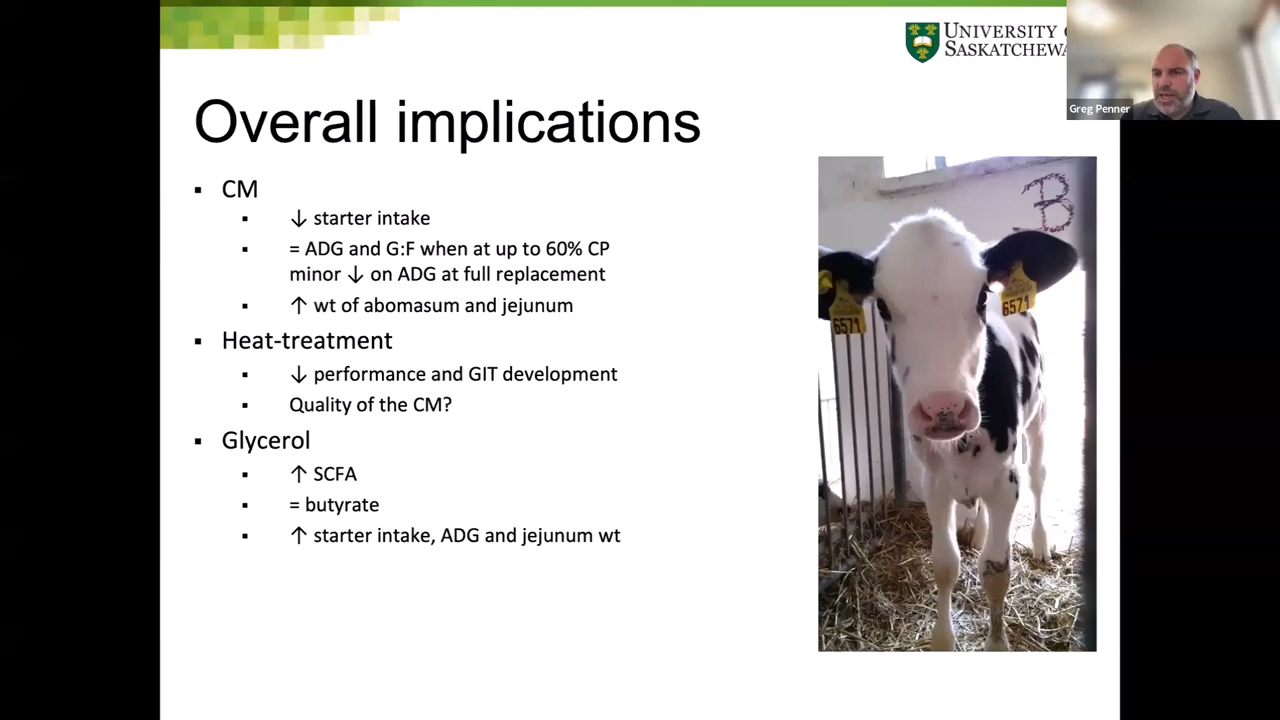 UNIVERSITY
SASKATCHEWA
Greg Penner
Overall implications
▪ CM
▪ ↓ starter intake
▪ = ADG and G:F when at up to 60% CP
minor ↓ on ADG at full replacement
▪ ↑ wt of abomasum and jejunum
▪ Heat-treatment
▪ ↓ performance and GIT development
▪ Quality of the CM?
▪ Glycerol
▪ ↑ SCFA
▪ = butyrate
▪ ↑ starter intake, ADG and jejunum wt
B
6571
6571